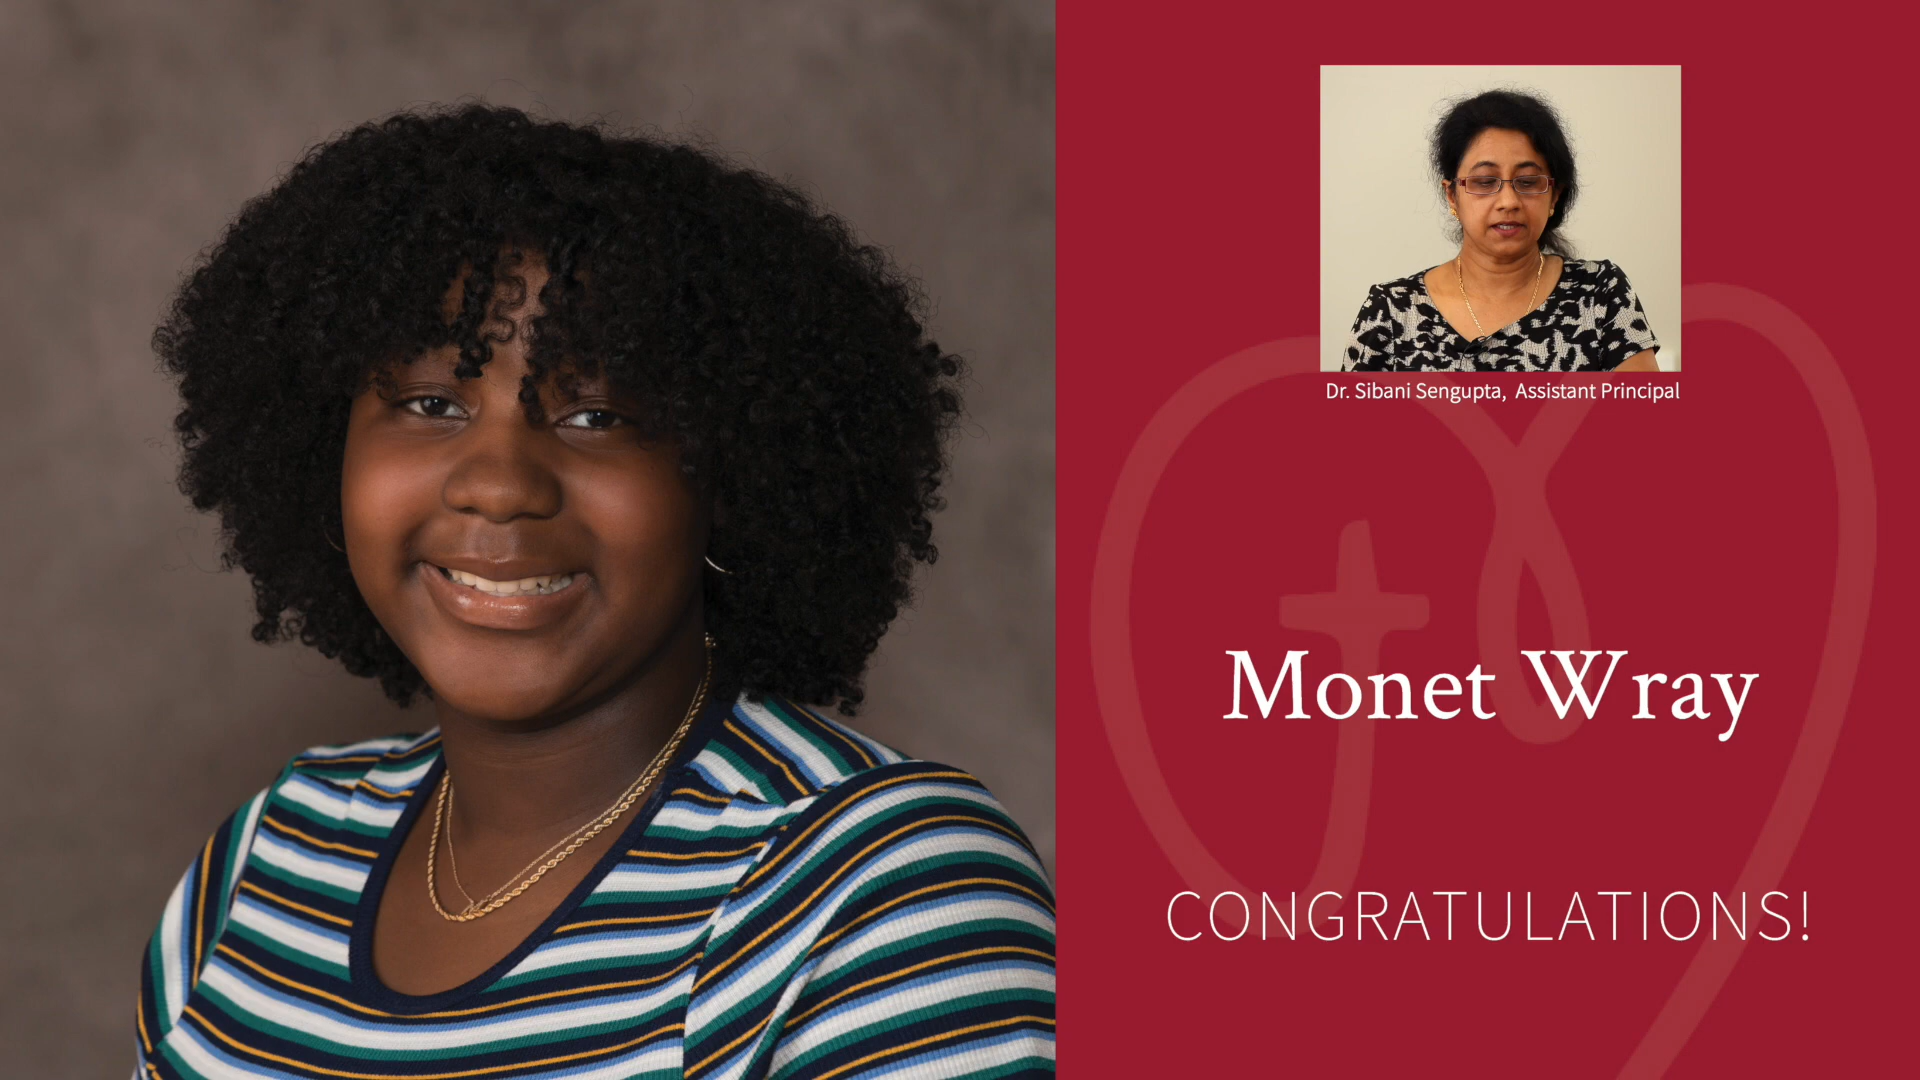 Dr. Sibani Sengupta, Assistant Principal
Monet Wray
CONGRATULATIONS!